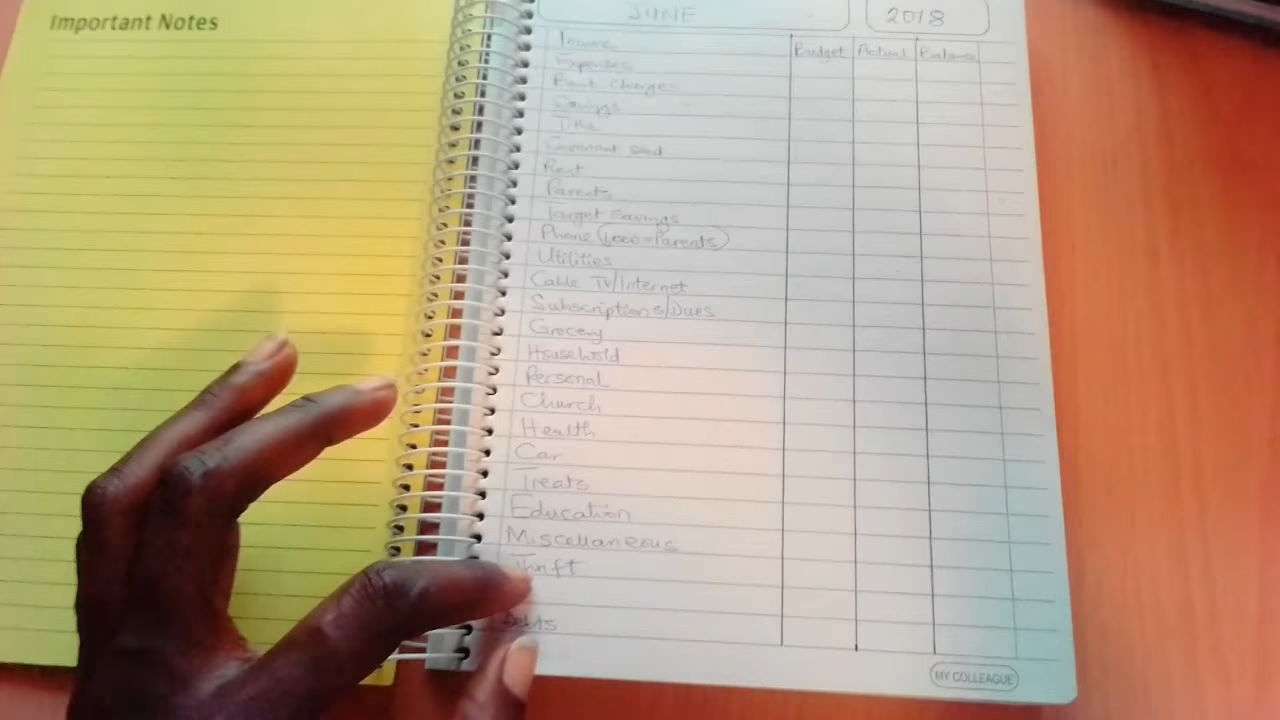 Important Notes
JUNE 2018
Income Budget Actual Balance
Expenses
Bank Charges
Savings
Tithe
Covenant seed
Rent
Parents
Target savings
Phone (1000-Parents)
Utilities
Cable TV/Internet
Subscriptions/Dues
Grocery
Household
Personal
Church
Health
Car
Treats
Education
Miscellaneous
Thrift
Debts
MY COLLEAGUE